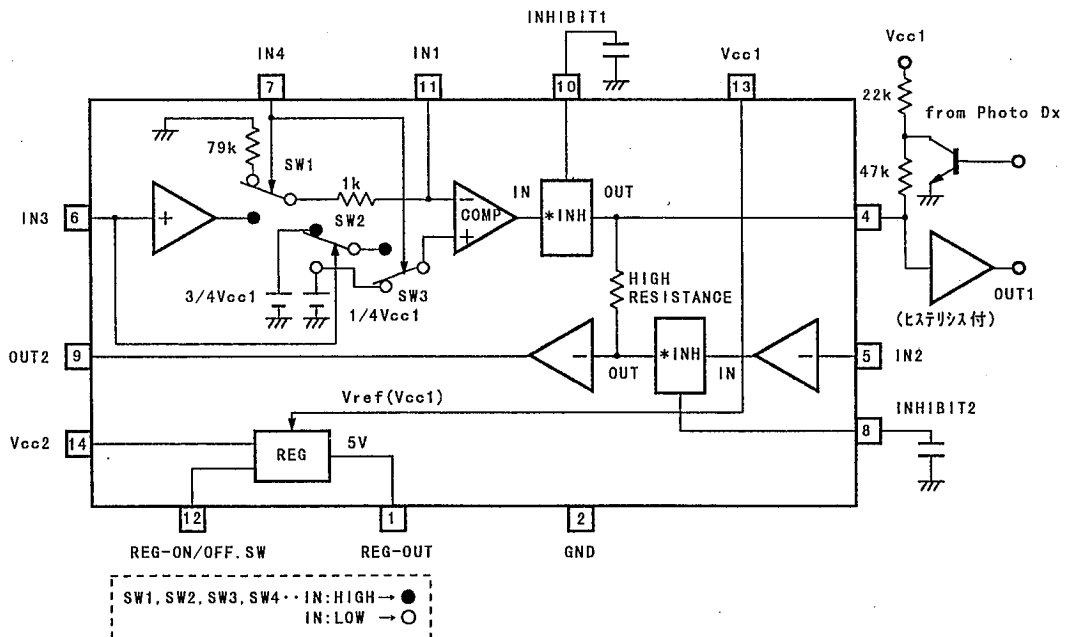 INHIBIT1
Vcc1
IN4
IN1
Vcc1
7
11
10
13
22k
from Photo Dx
79k
SW1
47k
1k
IN
OUT
IN3
6
+
−
COMP
+
*INH
4
SW2
3/4Vcc1
SW3
1/4Vcc1
HIGH
RESISTANCE
OUT1
(ヒステリシス付)
OUT2
9
−
*INH
−
5
IN2
OUT
IN
Vref(Vcc1)
INHIBIT2
8
Vcc2
14
REG
5V
12
1
2
REG-ON/OFF.SW
REG-OUT
GND
SW1,SW2,SW3,SW4··IN:HIGH→●
IN:LOW →○